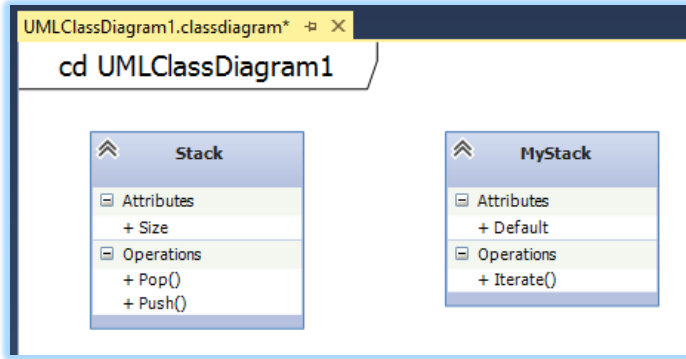 UMLClassDiagram1.classdiagram*
cd UMLClassDiagram1
Stack
Attributes
+ Size
Operations
+ Pop()
+ Push()
MyStack
Attributes
+ Default
Operations
+ Iterate()